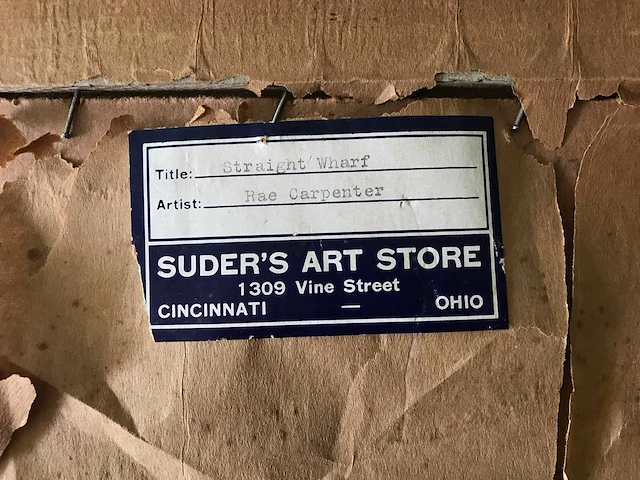 Title: Straight Wharf
Artist: Rae Carpenter
SUDER'S ART STORE
1309 Vine Street
CINCINNATI — OHIO